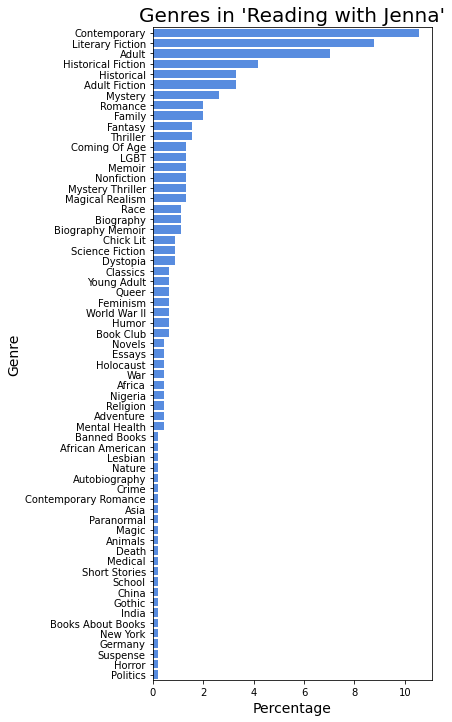 Genres in 'Reading with Jenna'
Contemporary
Literary Fiction
Adult
Historical Fiction
Historical
Adult Fiction
Mystery
Romance
Family
Fantasy
Thriller
Coming Of Age
LGBT
Memoir
Nonfiction
Mystery Thriller
Magical Realism
Race
Biography
Biography Memoir
Chick Lit
Science Fiction
Dystopia
Classics
Young Adult
Queer
Feminism
World War II
Humor
Book Club
Novels
Essays
Holocaust
War
Africa
Nigeria
Religion
Adventure
Mental Health
Banned Books
African American
Lesbian
Nature
Autobiography
Crime
Contemporary Romance
Asia
Paranormal
Magic
Animals
Death
Medical
Short Stories
School
China
Gothic
India
Books About Books
New York
Germany
Suspense
Horror
Politics
Genre
0 2 4 6 8 10
Percentage